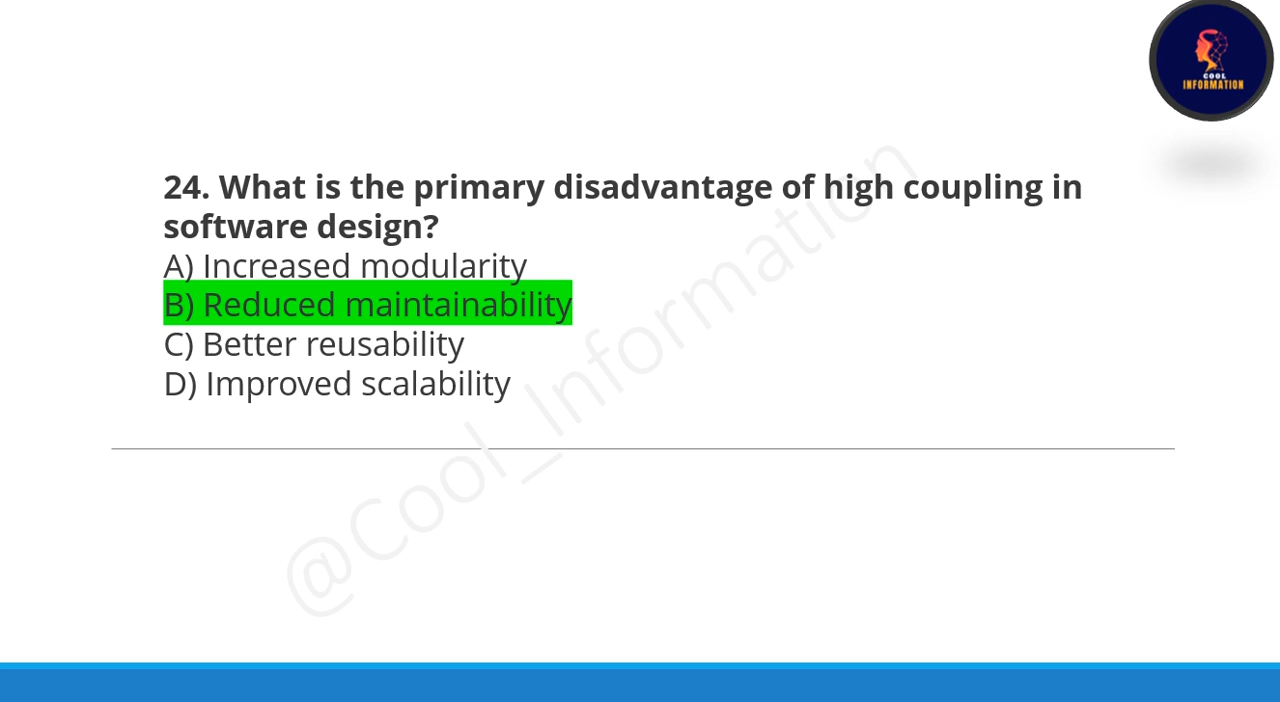 COOL
INFORMATION
24. What is the primary disadvantage of high coupling in
software design?
A) Increased modularity
B) Reduced maintainability
C) Better reusability
D) Improved scalability
@Cool_Information